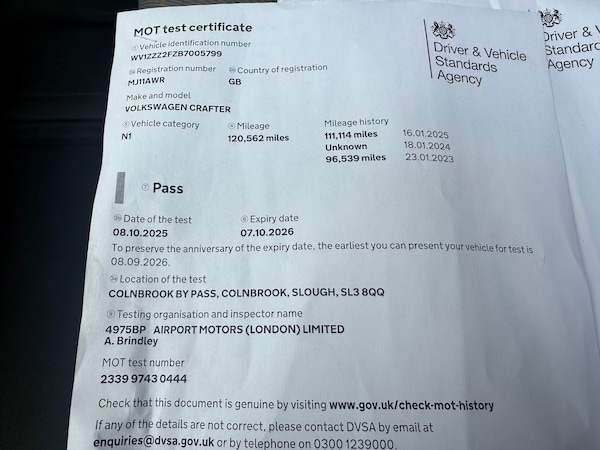 MOT test certificate
① Vehicle identification number
WV1ZZZ2FZB7005799
Registration number Country of registration
MJ11AWR GB
Make and model
VOLKSWAGEN CRAFTER
Vehicle category ④ Mileage Mileage history
N1 120,562 miles 111,114 miles 16.01.2025
Unknown 18.01.2024
96,539 miles 23.01.2023
Driver & Vehicle
Standards
Agency
Driver &
Standard
Agency
⑦ Pass
Date of the test ⑧ Expiry date
08.10.2025 07.10.2026
To preserve the anniversary of the expiry date, the earliest you can present your vehicle for test is
08.09.2026.
Location of the test
COLNBROOK BY PASS, COLNBROOK, SLOUGH, SL3 8QQ
⑨ Testing organisation and inspector name
4975BP AIRPORT MOTORS (LONDON) LIMITED
A. Brindley
MOT test number
2339 9743 0444
Check that this document is genuine by visiting www.gov.uk/check-mot-history
If any of the details are not correct, please contact DVSA by email at
enquiries@dvsa.gov.uk or by telephone on 0300 1239000.